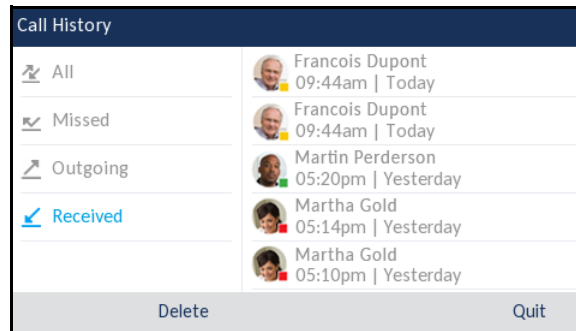 Call History
All
Missed
Outgoing
Received
Francois Dupont
09:44am | Today
Francois Dupont
09:44am | Today
Martin Perderson
05:20pm | Yesterday
Martha Gold
05:14pm | Yesterday
Martha Gold
05:10pm | Yesterday
Delete
Quit